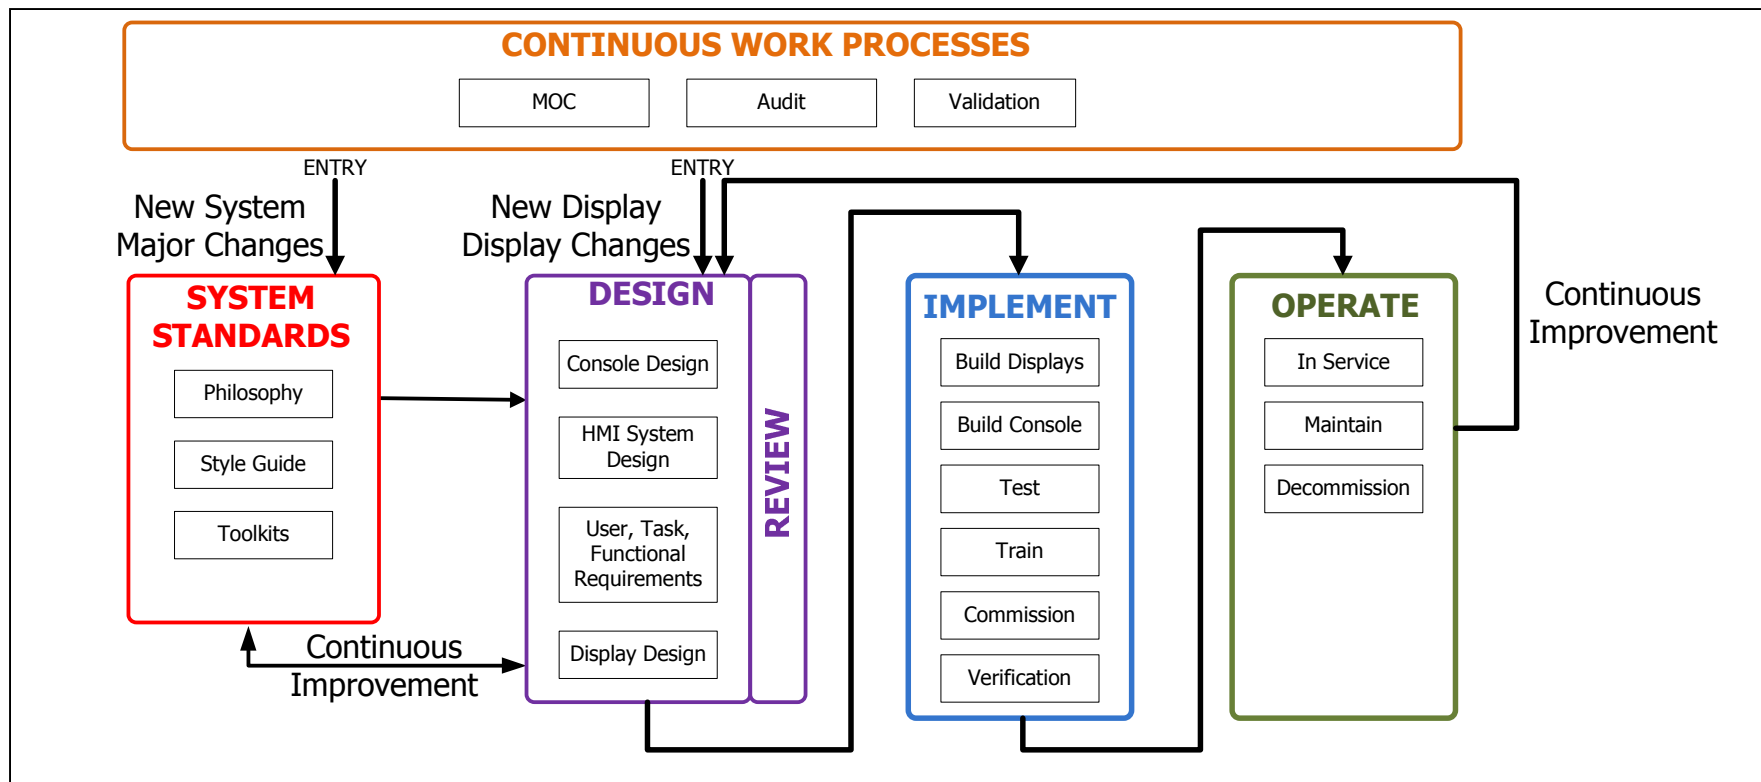 CONTINUOUS WORK PROCESSES
MOC
Audit
Validation
ENTRY
New System
Major Changes
ENTRY
New Display
Display Changes
SYSTEM
STANDARDS
Philosophy
Style Guide
Toolkits
Continuous
Improvement
DESIGN
Console Design
HMI System
Design
User, Task,
Functional
Requirements
Display Design
REVIEW
IMPLEMENT
Build Displays
Build Console
Test
Train
Commission
Verification
OPERATE
In Service
Maintain
Decommission
Continuous
Improvement